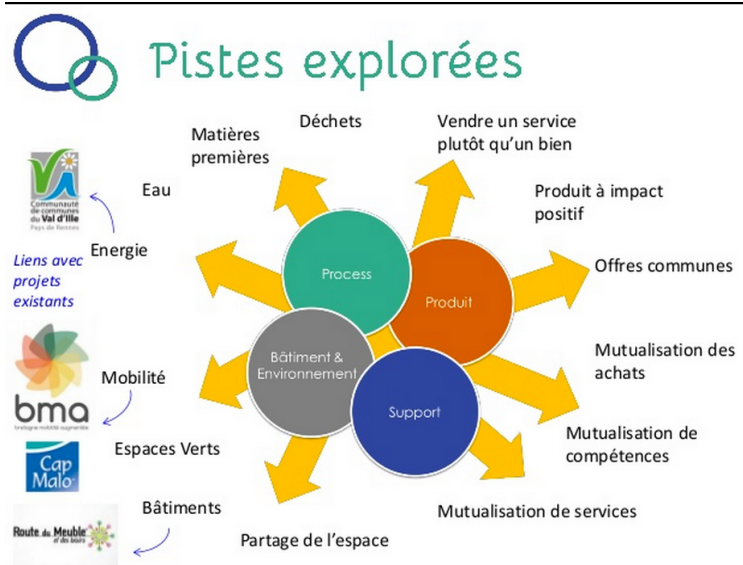 Pistes explorées
Déchets
Vendre un service
plutôt qu'un bien
Matières
premières
Communauté
de communes
du Val d'Ille
Pays de Rennes
Eau
Produit à impact
positif
Energie
Liens avec
projets
existants
Offres communes
Process
Produit
Bâtiment &
Environnement
Support
Mutualisation des
achats
Mobilité
bma
bretagne mobilité augmentée
Espaces Verts
Cap
Malo
Mutualisation de
compétences
Bâtiments
Mutualisation de services
Route du Meuble
et des loisirs
Partage de l'espace